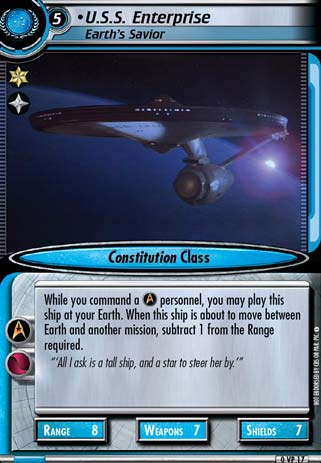 5 •U.S.S. Enterprise
Earth's Savior
Constitution Class
While you command a personnel, you may play this
ship at your Earth. When this ship is about to move between
Earth and another mission, subtract 1 from the Range
required.
"'All I ask is a tall ship, and a star to steer her by.'"
NOT ENDORSED BY CBS OR PAR. PIC.
Range 8 Weapons 7 Shields 7
0 VP 17